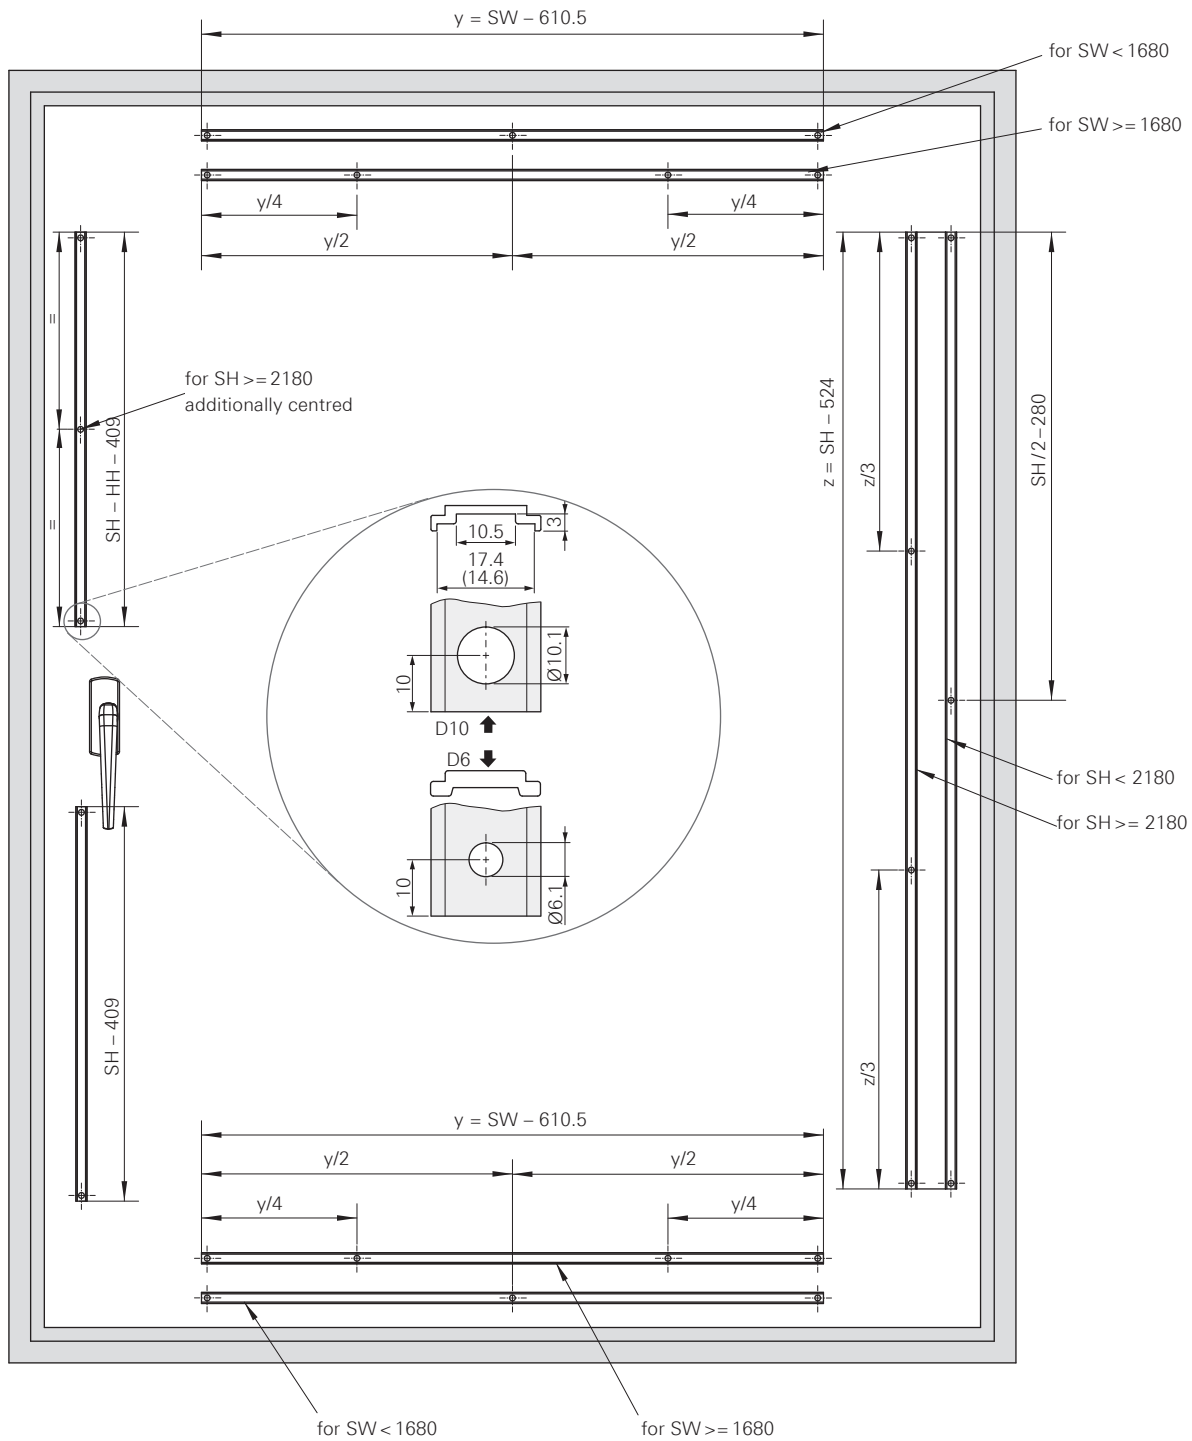 y = SW – 610.5
for SW < 1680
for SW >= 1680
y/4
y/4
y/2
y/2
=
=
SH – HH – 409
for SH >= 2180
additionally centred
z = SH – 524
z/3
SH / 2 – 280
10.5
3
17.4
(14.6)
10
Ø10.1
D10
D6
10
Ø6.1
for SH < 2180
for SH >= 2180
SH – 409
z/3
y = SW – 610.5
y/2
y/2
y/4
y/4
for SW < 1680
for SW >= 1680